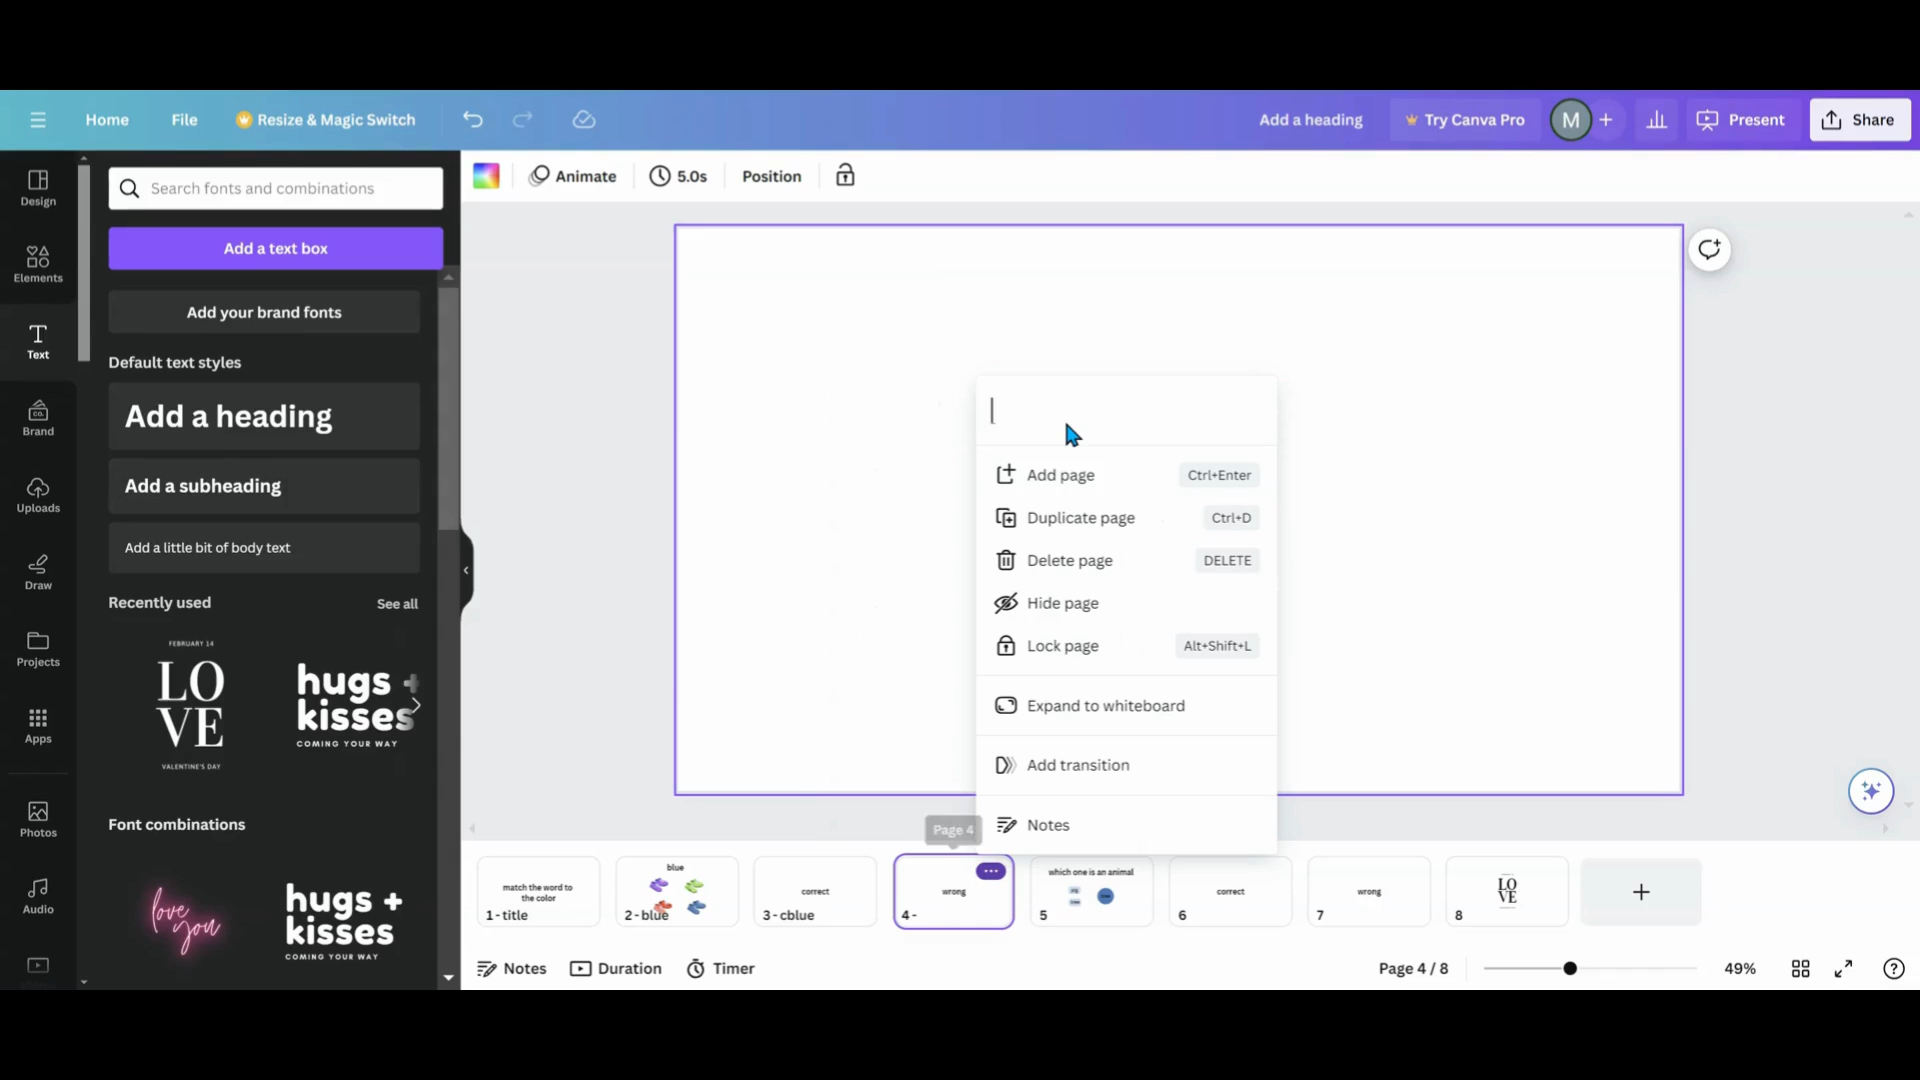 Home
File
Resize & Magic Switch
Add a heading
Try Canva Pro
M
Present
Share
Design
Elements
Text
Brand
Uploads
Draw
Projects
Apps
Photos
Audio
Search fonts and combinations
Add a text box
Add your brand fonts
Default text styles
Add a heading
Add a subheading
Add a little bit of body text
Recently used
See all
FEBRUARY 14
LO
VE
VALENTINE'S DAY
hugs +
kisses
COMING YOUR WAY
Font combinations
love
you
hugs +
kisses
COMING YOUR WAY
Animate
5.0s
Position
Add page
Ctrl+Enter
Duplicate page
Ctrl+D
Delete page
DELETE
Hide page
Lock page
Alt+Shift+L
Expand to whiteboard
Add transition
Notes
Page 4
match the word to
the color
1 - title
blue
2 - blue
correct
3 - cblue
wrong
4 -
which one is an animal
5
correct
6
wrong
7
LO
VE
8
Notes
Duration
Timer
Page 4 / 8
49%